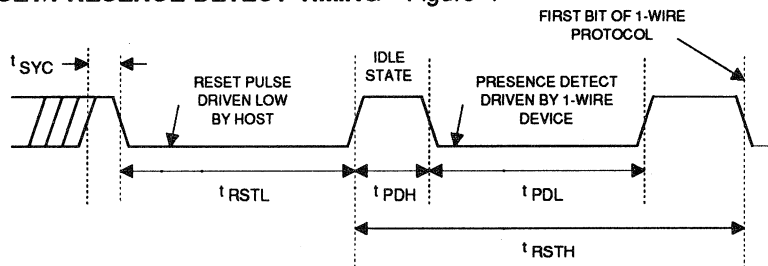 FIRST BIT OF 1-WIRE
PROTOCOL
t SYC
IDLE
STATE
RESET PULSE
DRIVEN LOW
BY HOST
PRESENCE DETECT
DRIVEN BY 1-WIRE
DEVICE
t RSTL
t PDH
t PDL
t RSTH